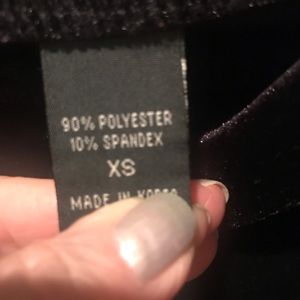 90% POLYESTER
10% SPANDEX
XS
MADE IN KOREA